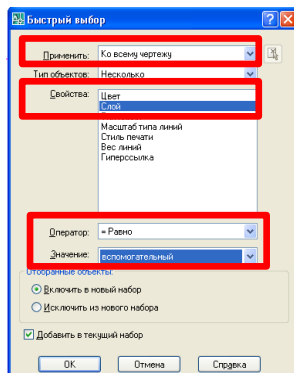 Быстрый выбор
Применить: Ко всему чертежу
Тип объектов: Несколько
Свойства: Цвет
Слой
Масштаб типа линий
Стиль печати
Вес линий
Гиперссылка
Оператор: = Равно
Значение: вспомогательный
Отобранные объекты:
Включить в новый набор
Исключить из нового набора
Добавить в текущий набор
OK Отмена Справка